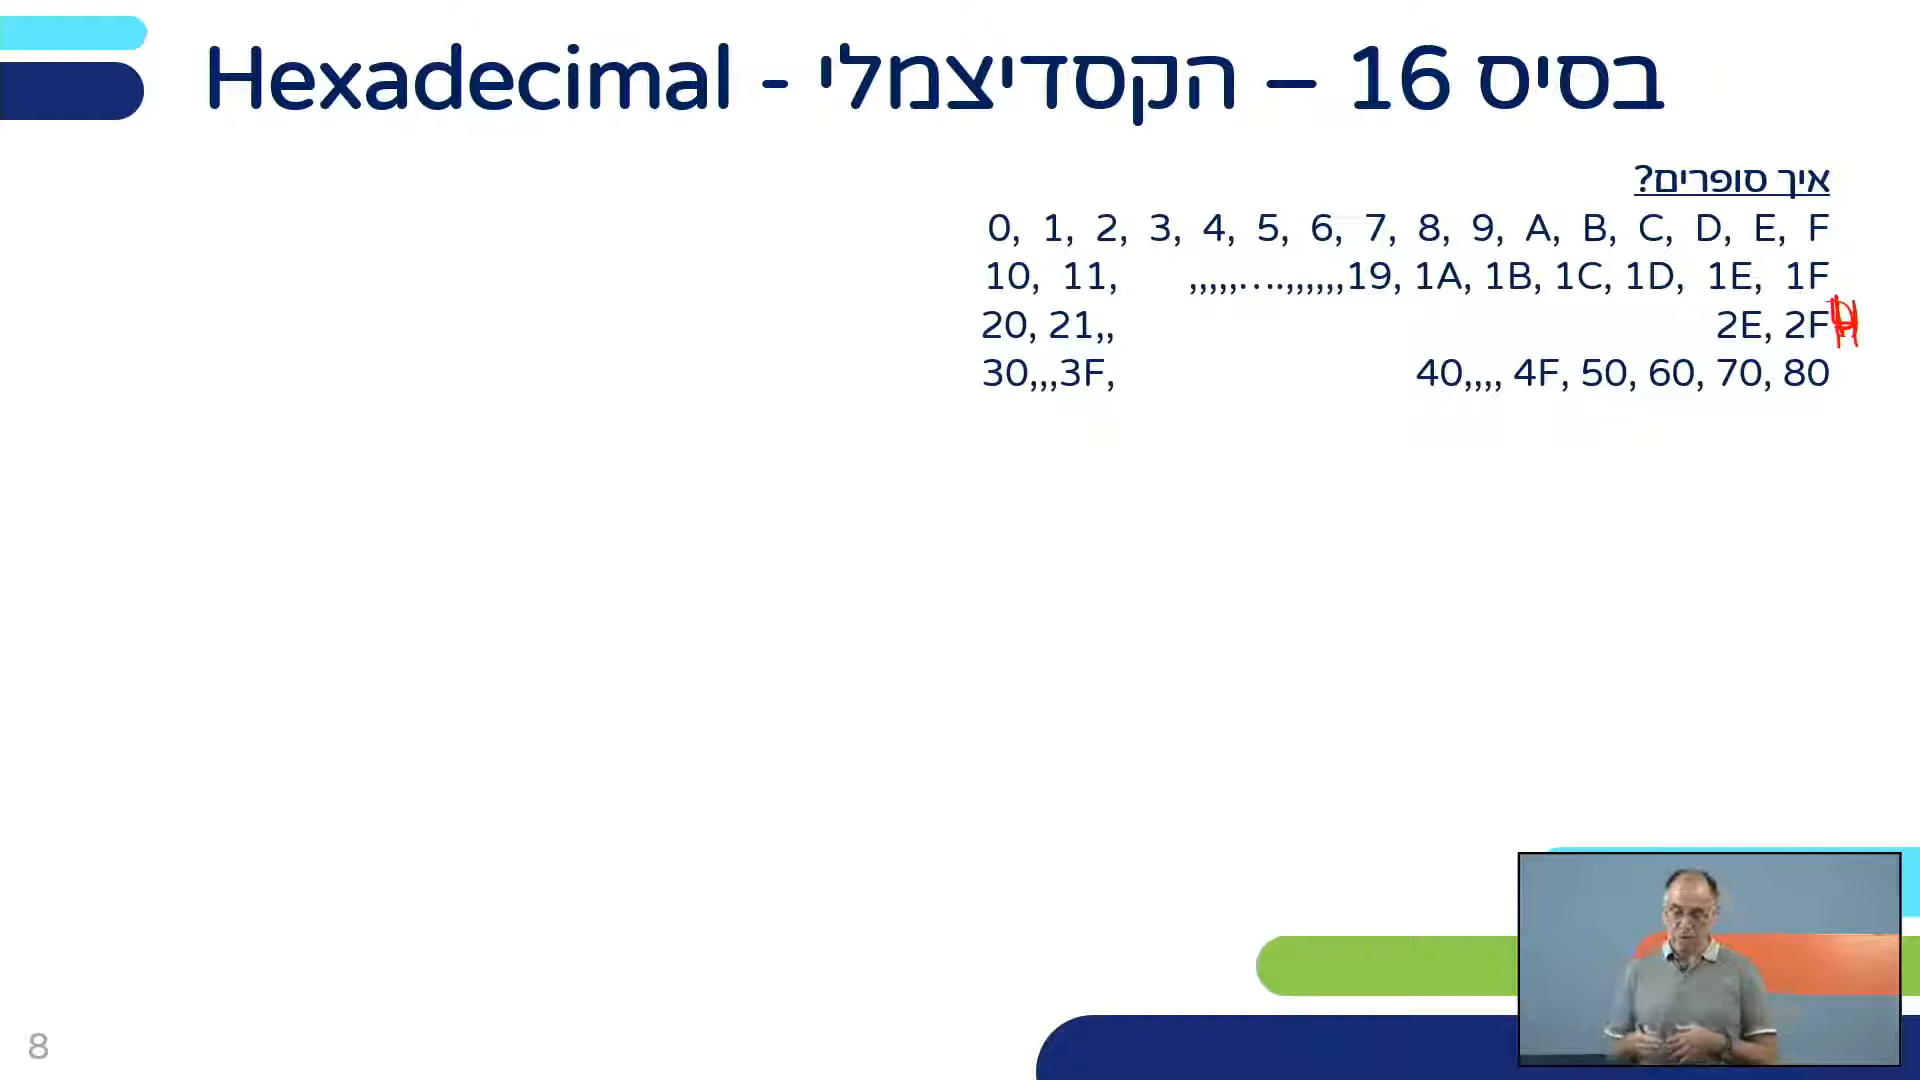 בסיס 16 – הקסדיצמלי - Hexadecimal
איך סופרים?
0, 1, 2, 3, 4, 5, 6, 7, 8, 9, A, B, C, D, E, F
10, 11, ,,,,,....,,,,,,19, 1A, 1B, 1C, 1D, 1E, 1F
20, 21,, 2E, 2F H
30,,,3F, 40,,,, 4F, 50, 60, 70, 80
8